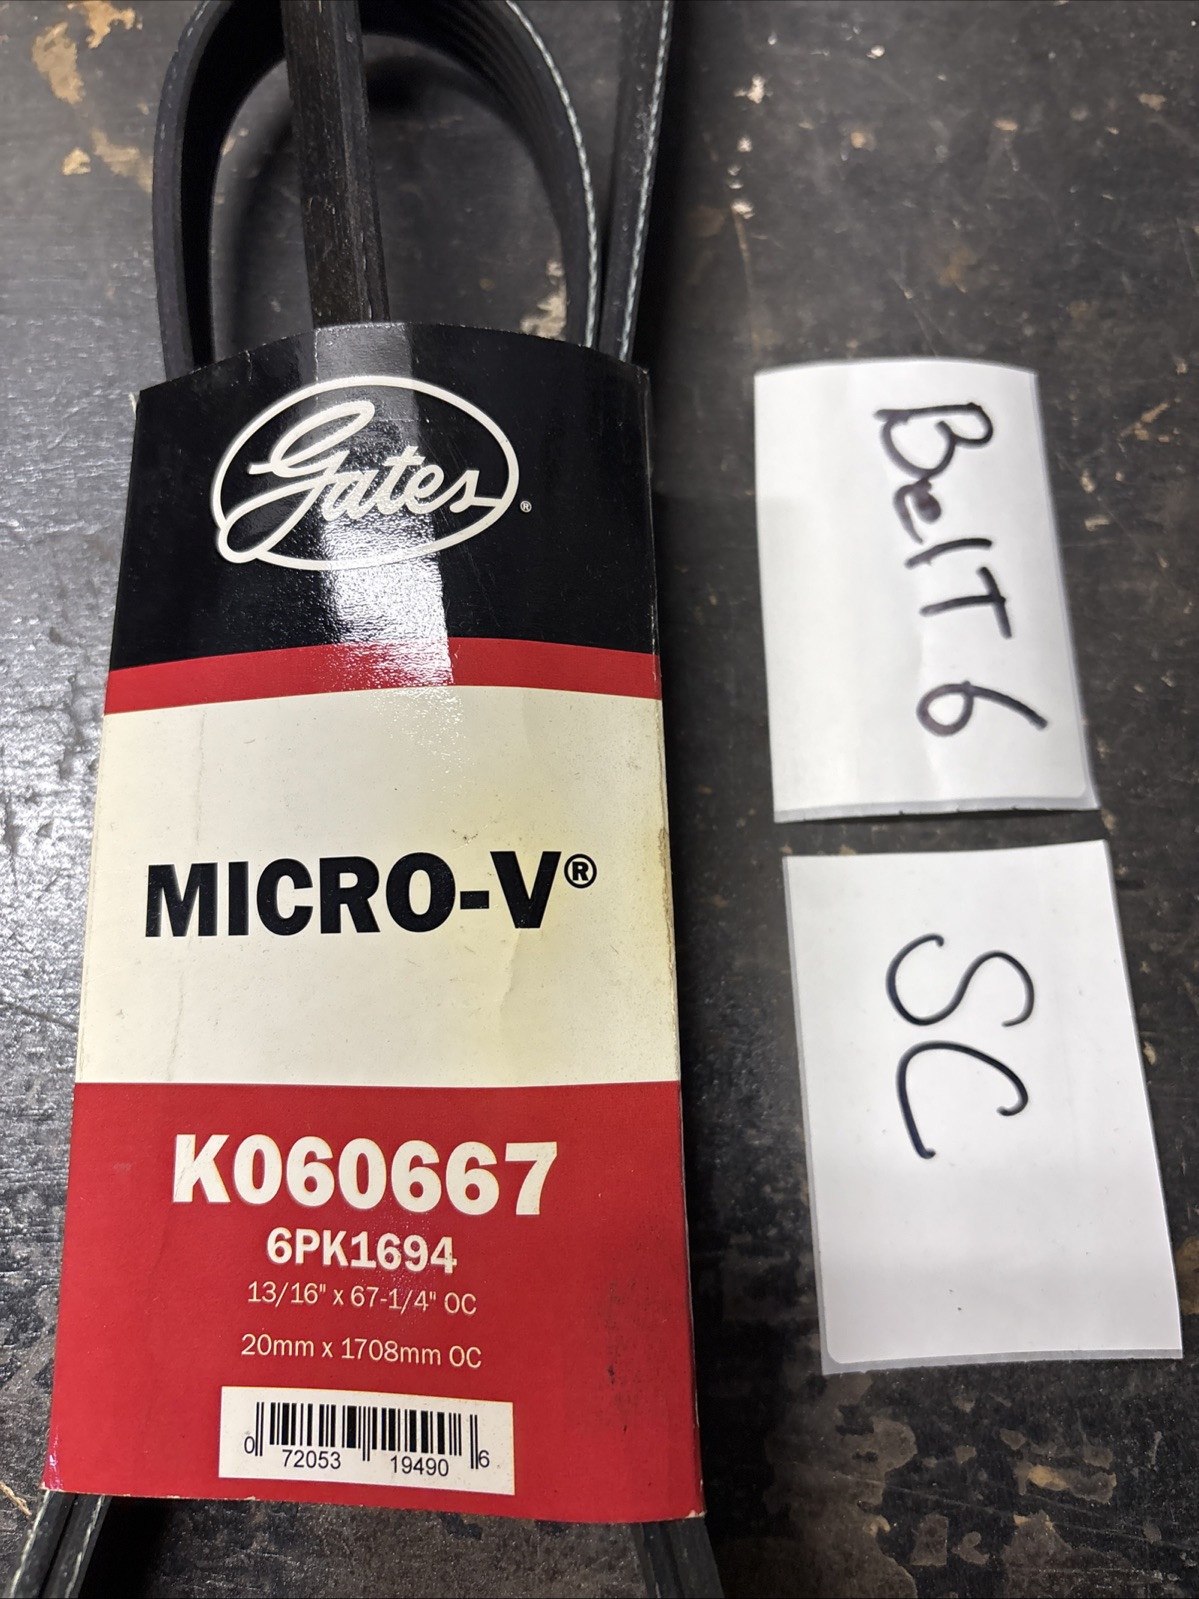 Gates®
MICRO-V®
K060667
6PK1694
13/16" x 67-1/4" OC
20mm x 1708mm OC
0 72053 19490 6
BelT 6
SC